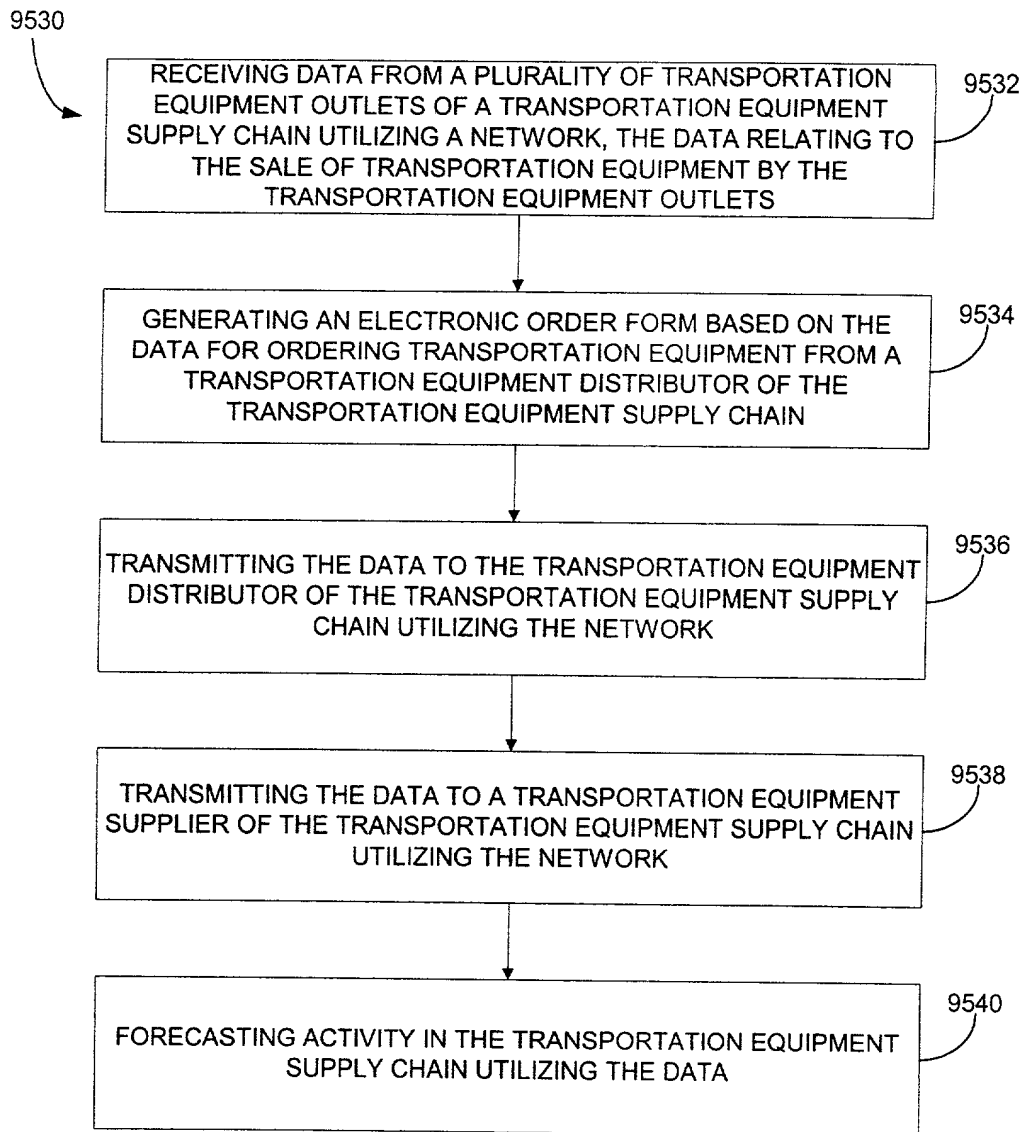 9530
RECEIVING DATA FROM A PLURALITY OF TRANSPORTATION
EQUIPMENT OUTLETS OF A TRANSPORTATION EQUIPMENT
SUPPLY CHAIN UTILIZING A NETWORK, THE DATA RELATING TO
THE SALE OF TRANSPORTATION EQUIPMENT BY THE
TRANSPORTATION EQUIPMENT OUTLETS
9532
GENERATING AN ELECTRONIC ORDER FORM BASED ON THE
DATA FOR ORDERING TRANSPORTATION EQUIPMENT FROM A
TRANSPORTATION EQUIPMENT DISTRIBUTOR OF THE
TRANSPORTATION EQUIPMENT SUPPLY CHAIN
9534
TRANSMITTING THE DATA TO THE TRANSPORTATION EQUIPMENT
DISTRIBUTOR OF THE TRANSPORTATION EQUIPMENT SUPPLY
CHAIN UTILIZING THE NETWORK
9536
TRANSMITTING THE DATA TO A TRANSPORTATION EQUIPMENT
SUPPLIER OF THE TRANSPORTATION EQUIPMENT SUPPLY CHAIN
UTILIZING THE NETWORK
9538
FORECASTING ACTIVITY IN THE TRANSPORTATION EQUIPMENT
SUPPLY CHAIN UTILIZING THE DATA
9540